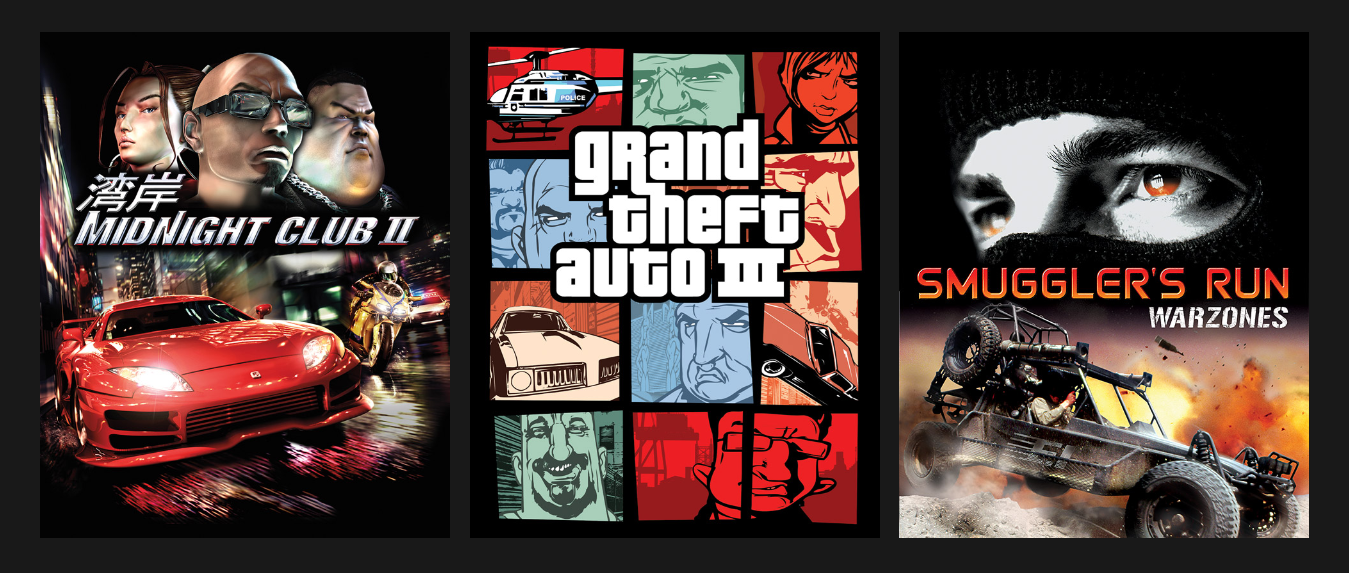 湾岸
MIDNIGHT CLUB II
POLICE
grand
theft
auto III
SMUGGLER'S RUN
WARZONES